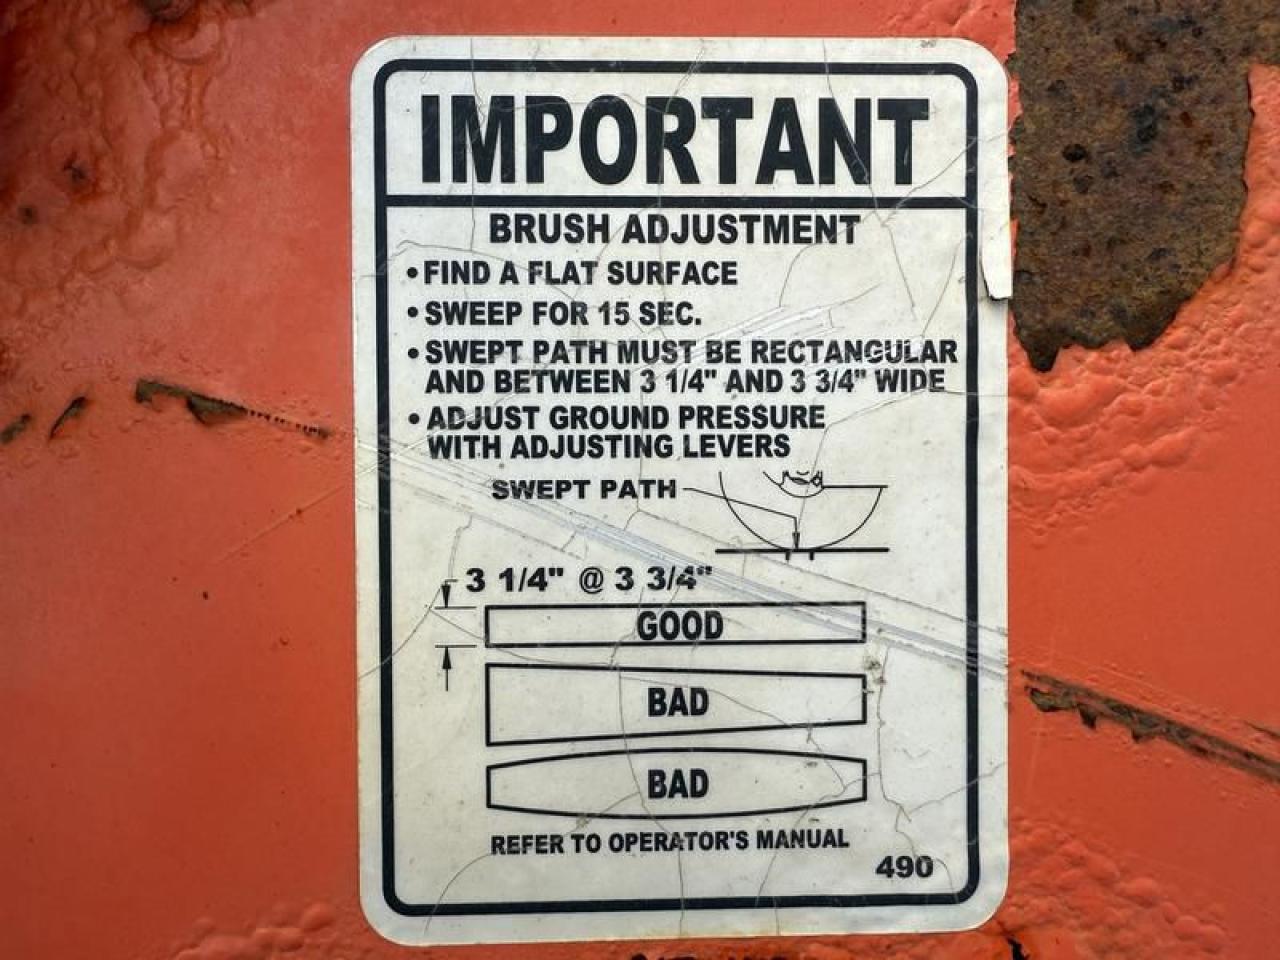 IMPORTANT
BRUSH ADJUSTMENT
• FIND A FLAT SURFACE
• SWEEP FOR 15 SEC.
• SWEPT PATH MUST BE RECTANGULAR
AND BETWEEN 3 1/4" AND 3 3/4" WIDE
• ADJUST GROUND PRESSURE
WITH ADJUSTING LEVERS
SWEPT PATH
3 1/4" @ 3 3/4"
GOOD
BAD
BAD
REFER TO OPERATOR'S MANUAL
490